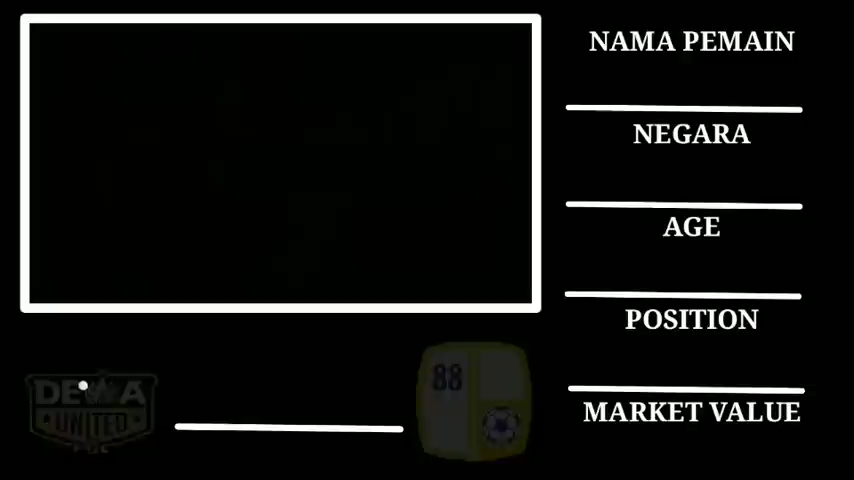 NAMA PEMAIN
NEGARA
AGE
POSITION
MARKET VALUE
DEWA
UNITED
88